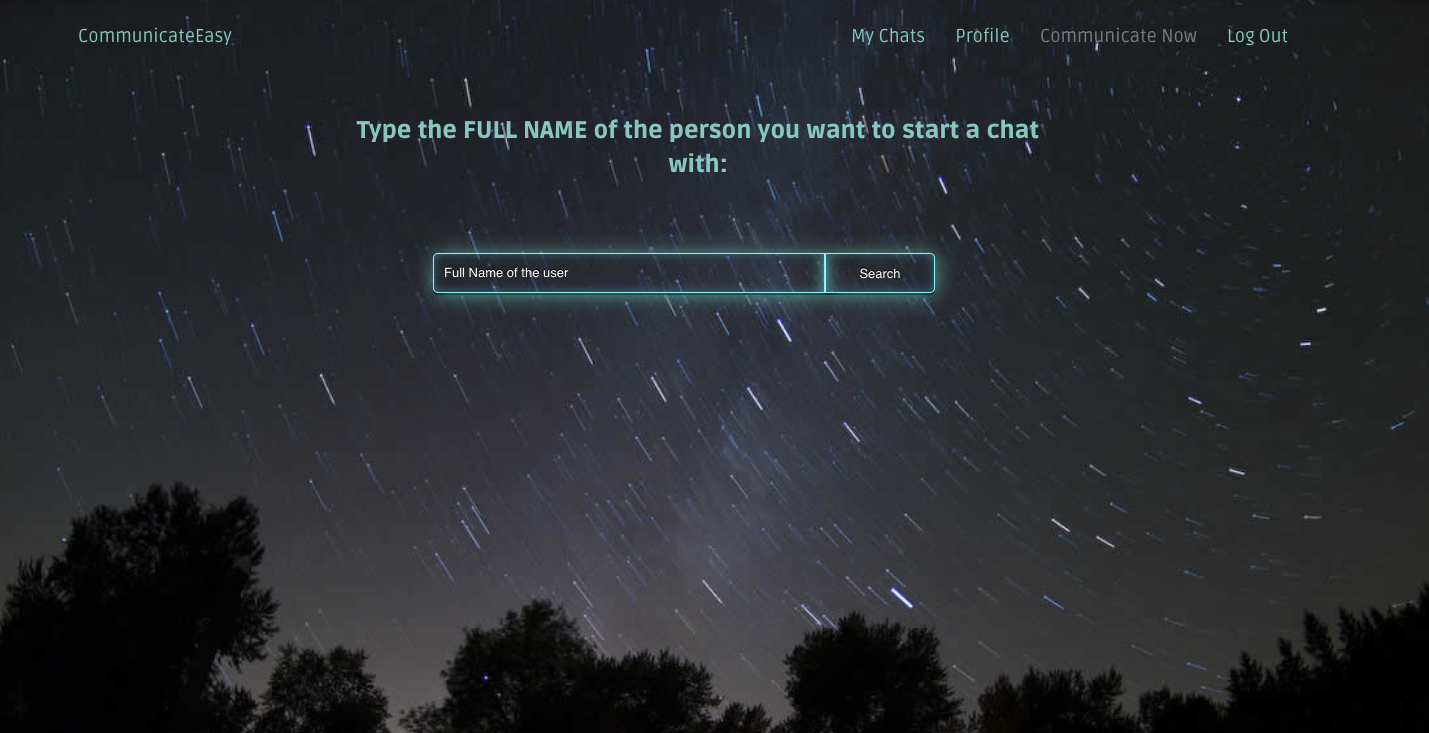 CommunicateEasy
My Chats
Profile
Communicate Now
Log Out
Type the FULL NAME of the person you want to start a chat
with:
Full Name of the user
Search